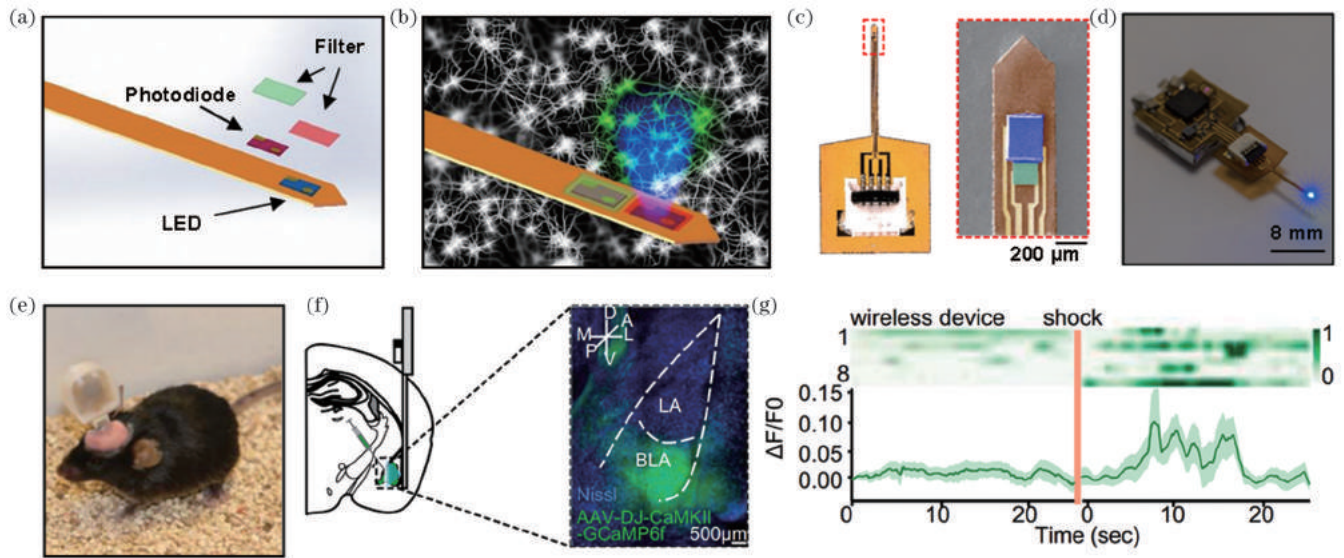 (a)
Filter
Photodiode
LED
(b)
(c)
200 μm
(d)
8 mm
(e)
(f)
D
A
M
L
P
V
LA
BLA
Nissl
AAV-DJ-CaMKII
-GCaMP6f
500μm
(g)
wireless device
shock
1
8
1
0
0.15
0.10
0.05
0.00
ΔF/F0
0
10
20
0
10
20
Time (sec)